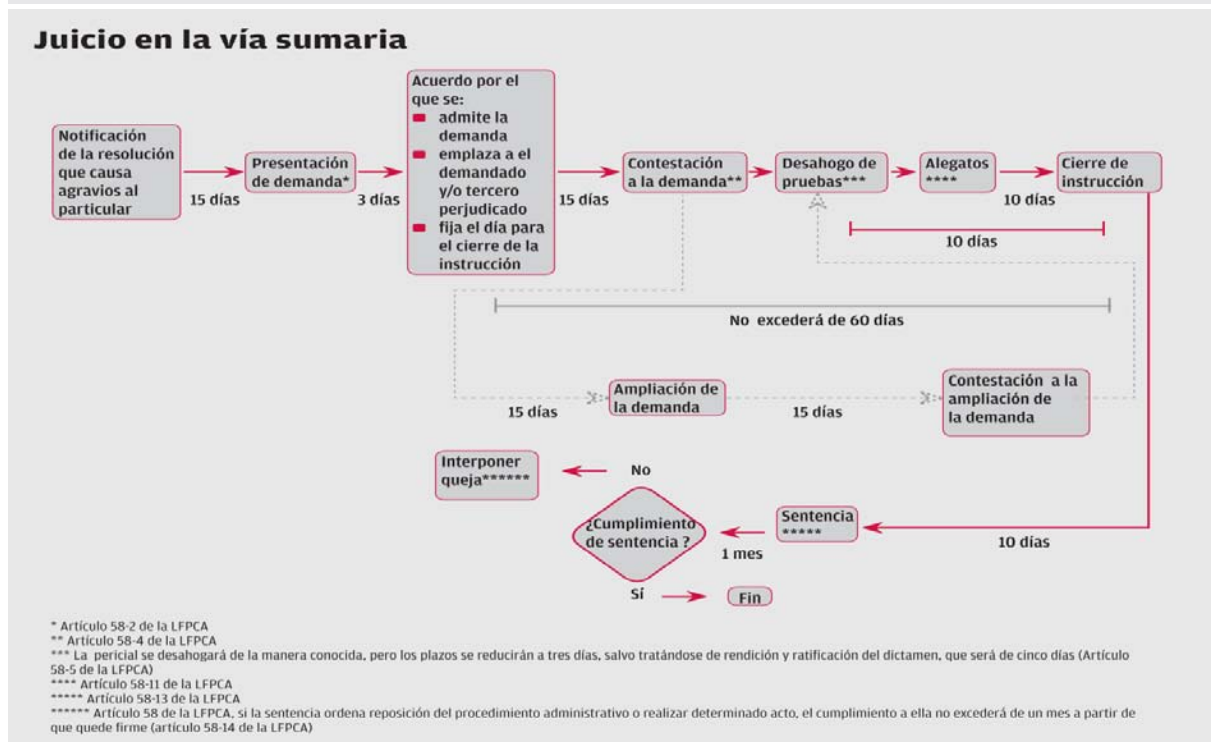 Juicio en la vía sumaria
Notificación
de la resolución
que causa
agravios al
particular
15 días
Presentación
de demanda*
3 días
Acuerdo por el
que se:
admite la
demanda
emplaza a el
demandado
y/o tercero
perjudicado
fija el día para
el cierre de la
instrucción
15 días
Contestación
a la demanda**
Desahogo de
pruebas***
Alegatos
****
10 días
Cierre de
instrucción
10 días
No excederá de 60 días
15 días
Ampliación de
la demanda
15 días
Contestación a la
ampliación de
la demanda
Interponer
queja******
No
¿Cumplimiento
de sentencia ?
1 mes
Sentencia
*****
10 días
Sí
Fin
* Artículo 58-2 de la LFPCA
** Artículo 58-4 de la LFPCA
*** La pericial se desahogará de la manera conocida, pero los plazos se reducirán a tres días, salvo tratándose de rendición y ratificación del dictamen, que será de cinco días (Artículo
58-5 de la LFPCA)
**** Artículo 58-11 de la LFPCA
***** Artículo 58-13 de la LFPCA
****** Artículo 58 de la LFPCA, si la sentencia ordena reposición del procedimiento administrativo o realizar determinado acto, el cumplimiento a ella no excederá de un mes a partir de
que quede firme (artículo 58-14 de la LFPCA)